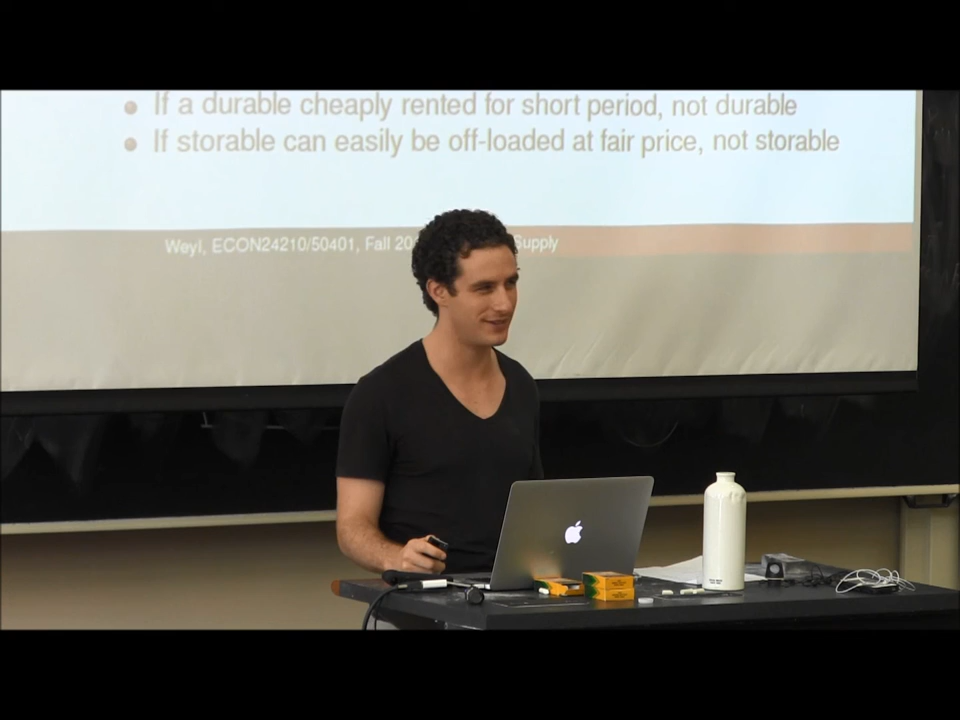 If a durable cheaply rented for short period, not durable
If storable can easily be off-loaded at fair price, not storable
Weyl, ECON24210/50401, Fall 20 Supply